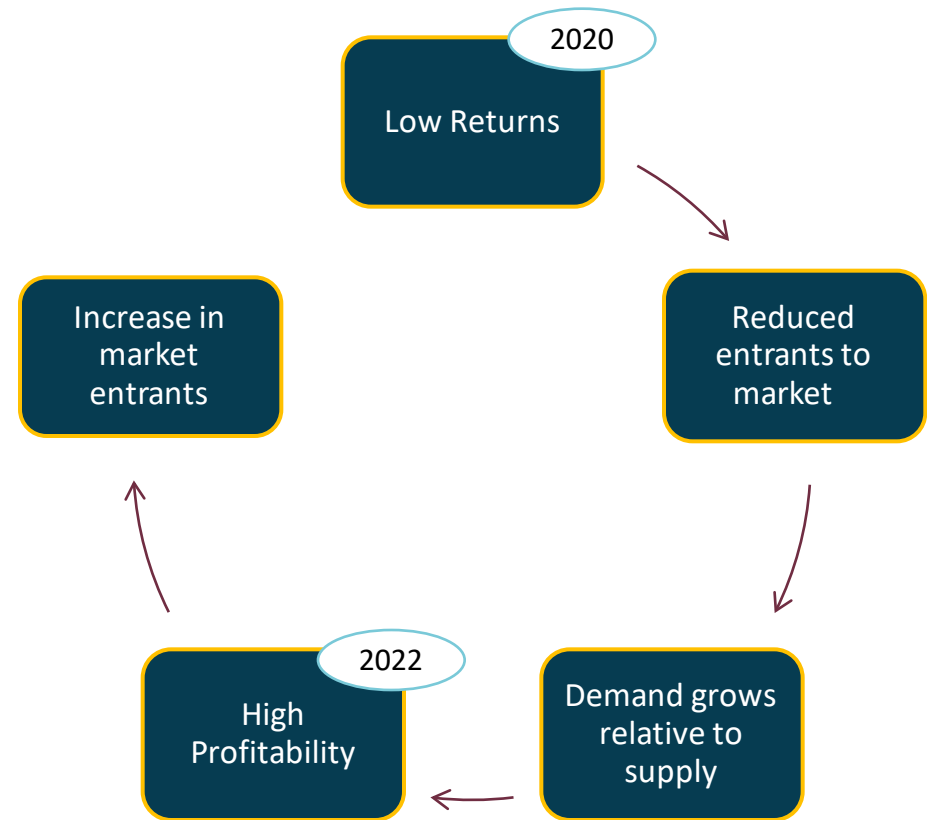 2020
Low Returns
Reduced
entrants to
market
Demand grows
relative to
supply
2022
High
Profitability
Increase in
market
entrants